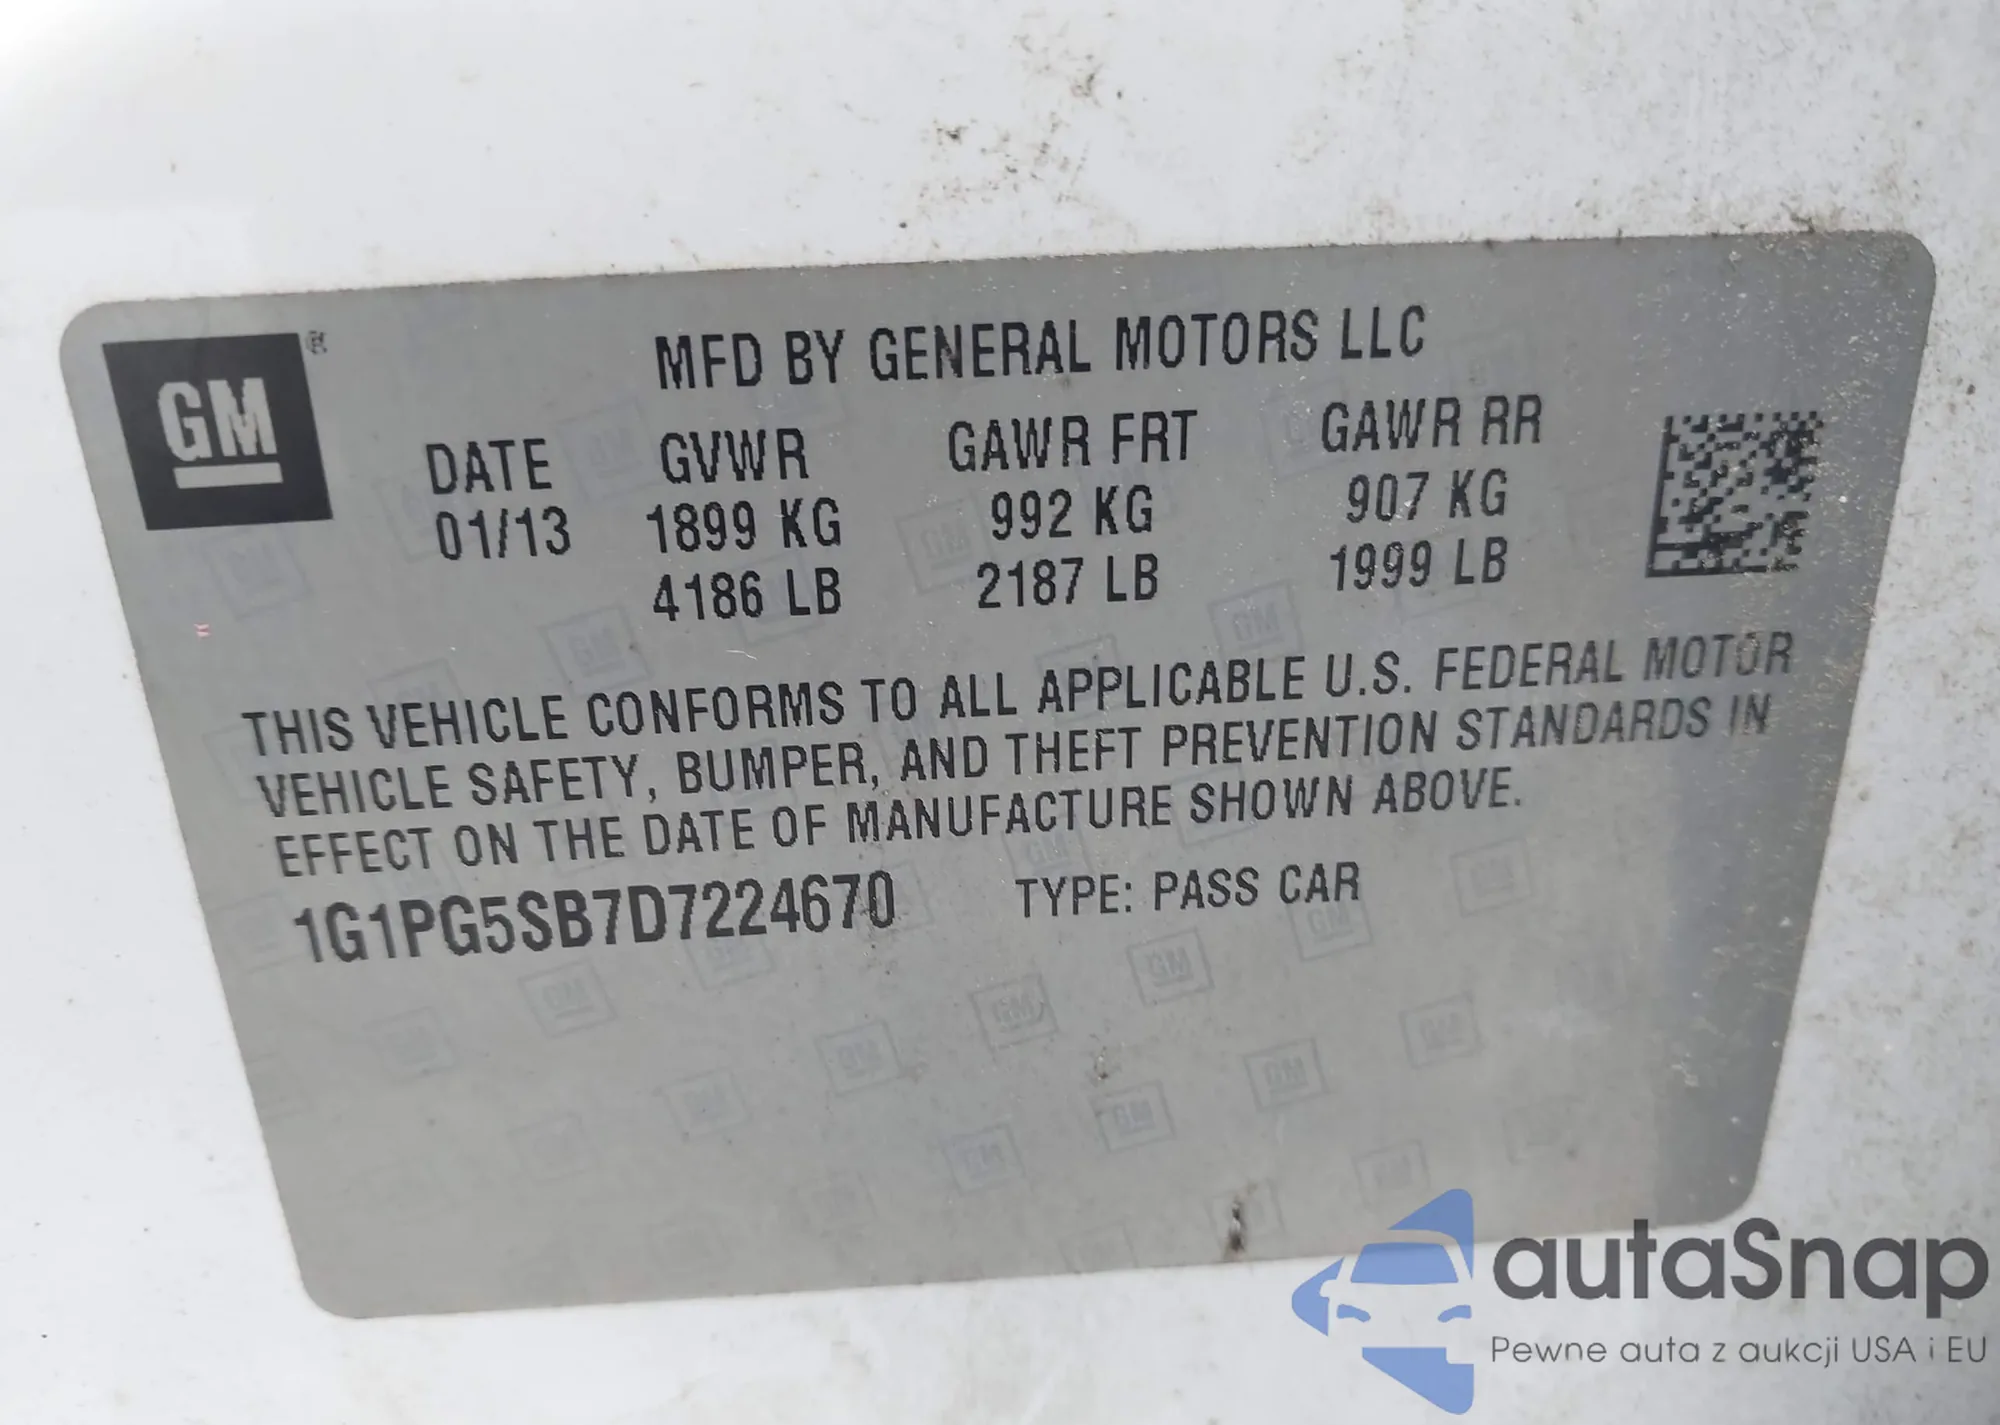 GM ®
MFD BY GENERAL MOTORS LLC
DATE GVWR GAWR FRT GAWR RR
01/13 1899 KG 992 KG 907 KG
4186 LB 2187 LB 1999 LB
THIS VEHICLE CONFORMS TO ALL APPLICABLE U.S. FEDERAL MOTOR
VEHICLE SAFETY, BUMPER, AND THEFT PREVENTION STANDARDS IN
EFFECT ON THE DATE OF MANUFACTURE SHOWN ABOVE.
1G1PG5SB7D7224670 TYPE: PASS CAR
autaSnap
Pewne auta z aukcji USA i EU